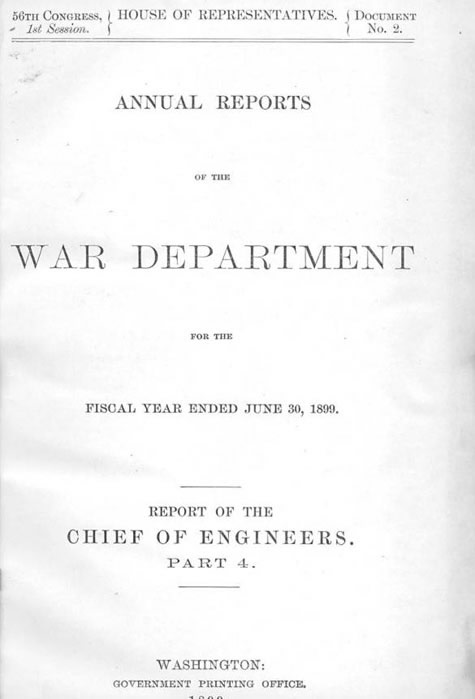 56TH CONGRESS, HOUSE OF REPRESENTATIVES. DOCUMENT
1st Session. No. 2.
ANNUAL REPORTS
OF THE
WAR DEPARTMENT
FOR THE
FISCAL YEAR ENDED JUNE 30, 1899.
REPORT OF THE
CHIEF OF ENGINEERS.
PART 4.
WASHINGTON:
GOVERNMENT PRINTING OFFICE.